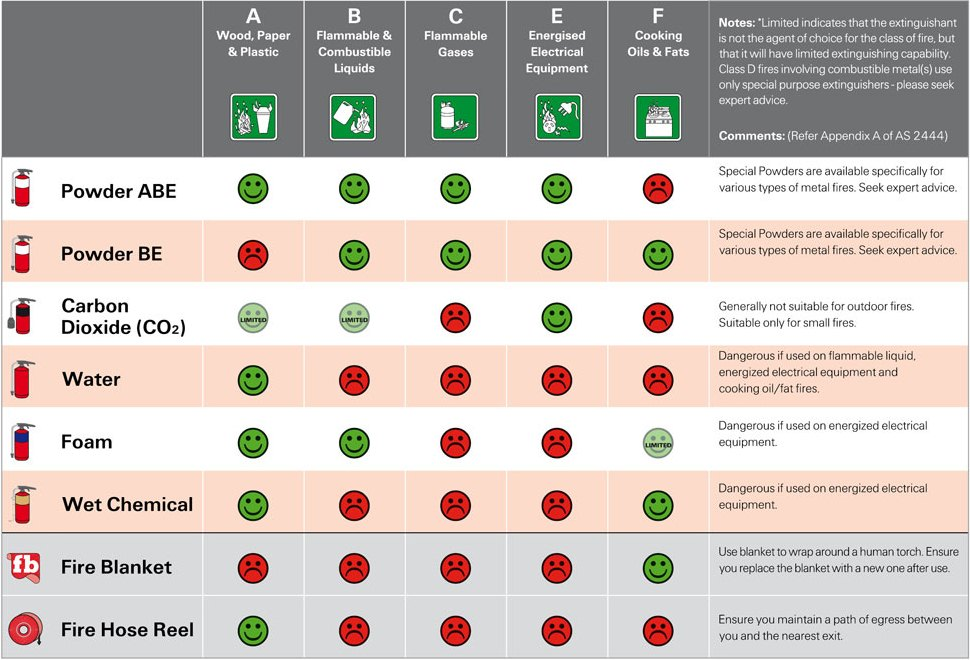 A
Wood, Paper
& Plastic
B
Flammable &
Combustible
Liquids
C
Flammable
Gases
E
Energised
Electrical
Equipment
F
Cooking
Oils & Fats
Notes: *Limited indicates that the extinguishant
is not the agent of choice for the class of fire, but
that it will have limited extinguishing capability.
Class D fires involving combustible metal(s) use
only special purpose extinguishers - please seek
expert advice.
Comments: (Refer Appendix A of AS 2444)
Powder ABE
Special Powders are available specifically for
various types of metal fires. Seek expert advice.
Powder BE
Special Powders are available specifically for
various types of metal fires. Seek expert advice.
Carbon
Dioxide (CO2)
LIMITED
LIMITED
Generally not suitable for outdoor fires.
Suitable only for small fires.
Water
Dangerous if used on flammable liquid,
energized electrical equipment and
cooking oil/fat fires.
Foam
LIMITED
Dangerous if used on energized electrical
equipment.
Wet Chemical
Dangerous if used on energized electrical
equipment.
fb
Fire Blanket
Use blanket to wrap around a human torch. Ensure
you replace the blanket with a new one after use.
Fire Hose Reel
Ensure you maintain a path of egress between
you and the nearest exit.